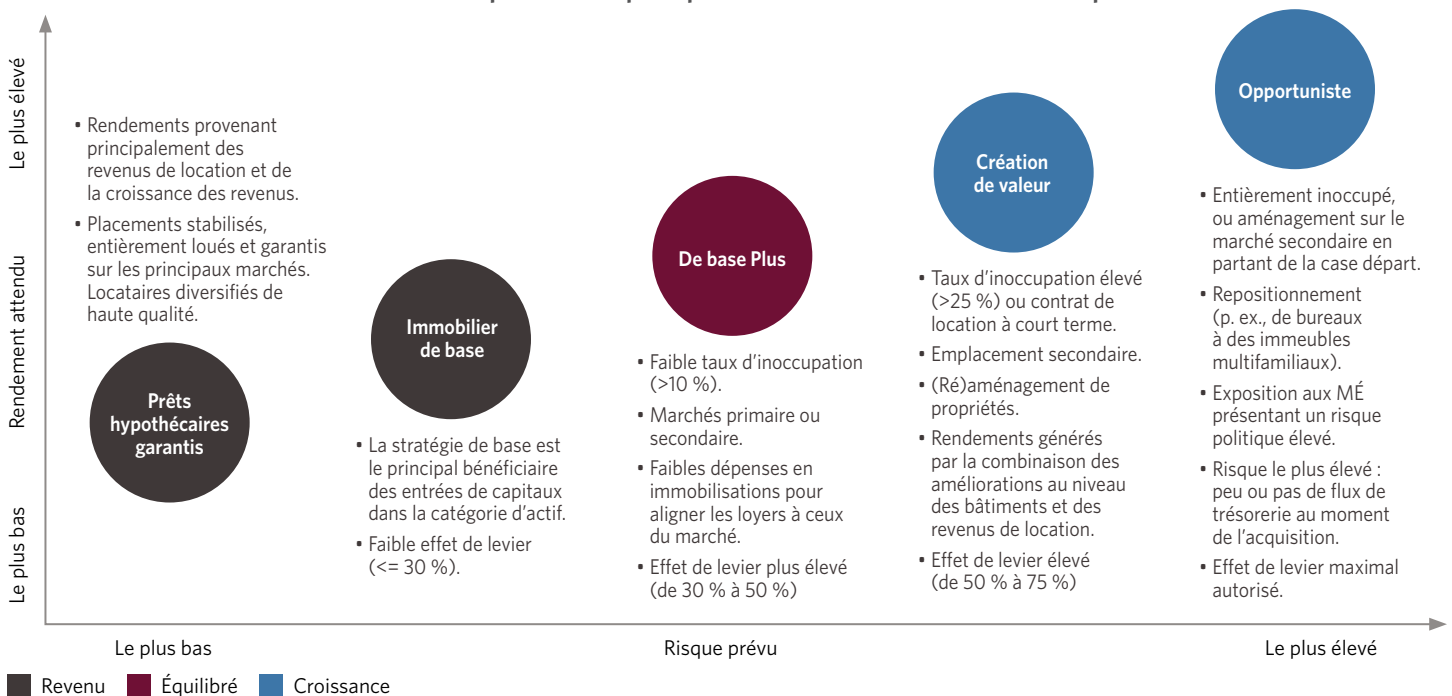 Le plus élevé
Rendement attendu
Le plus bas
• Rendements provenant
principalement des
revenus de location et de
la croissance des revenus.
• Placements stabilisés,
entièrement loués et garantis
sur les principaux marchés.
Locataires diversifiés de
haute qualité.
Prêts
hypothécaires
garantis
Immobilier
de base
• La stratégie de base est
le principal bénéficiaire
des entrées de capitaux
dans la catégorie d'actif.
• Faible effet de levier
(<= 30 %).
De base Plus
• Faible taux d'inoccupation
(>10 %).
• Marchés primaire ou
secondaire.
• Faibles dépenses en
immobilisations pour
aligner les loyers à ceux
du marché.
• Effet de levier plus élevé
(de 30 % à 50 %)
Création
de valeur
• Taux d'inoccupation élevé
(>25 %) ou contrat de
location à court terme.
• Emplacement secondaire.
• (Ré)aménagement de
propriétés.
• Rendements générés
par la combinaison des
améliorations au niveau
des bâtiments et des
revenus de location.
• Effet de levier élevé
(de 50 % à 75 %)
Opportuniste
• Entièrement inoccupé,
ou aménagement sur le
marché secondaire en
partant de la case départ.
• Repositionnement
(p. ex., de bureaux
à des immeubles
multifamiliaux).
• Exposition aux MÉ
présentant un risque
politique élevé.
• Risque le plus élevé :
peu ou pas de flux de
trésorerie au moment
de l'acquisition.
• Effet de levier maximal
autorisé.
Le plus bas
Risque prévu
Le plus élevé
Revenu
Équilibré
Croissance